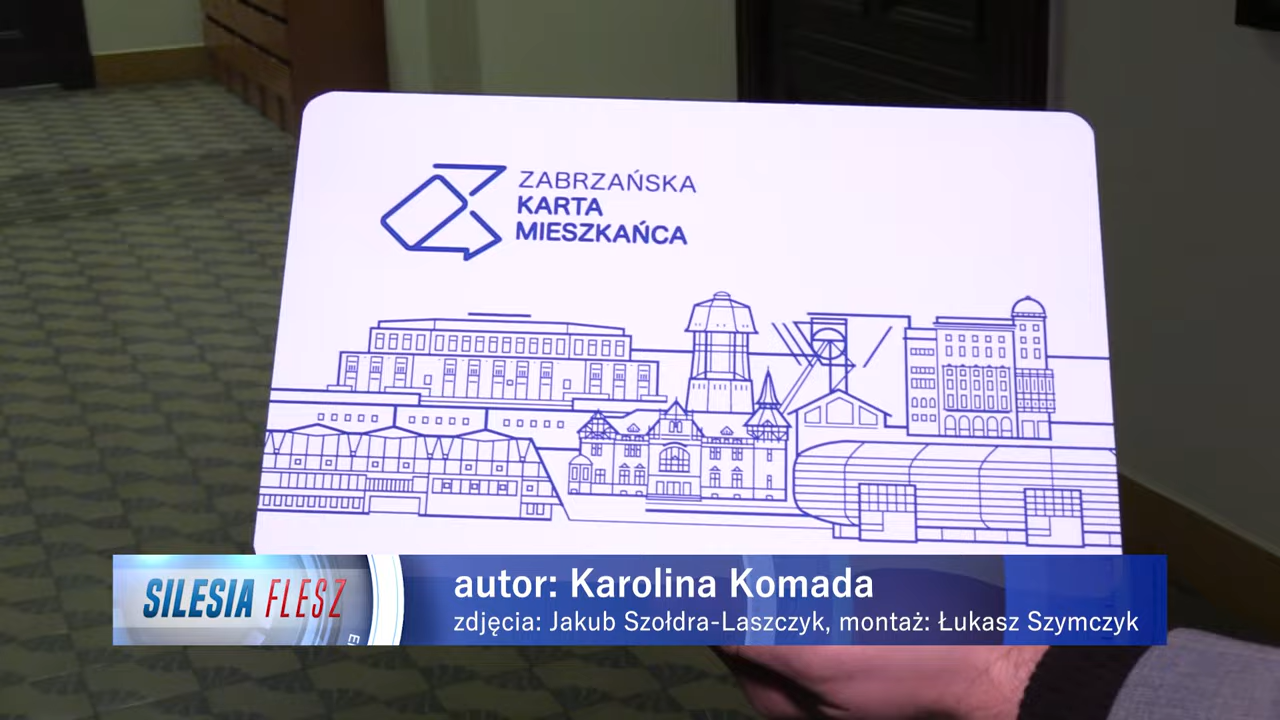 ZABRZAŃSKA
KARTA
MIESZKAŃCA
SILESIA FLESZ
autor: Karolina Komada
zdjęcia: Jakub Szołdra-Laszczyk, montaż: Łukasz Szymczyk